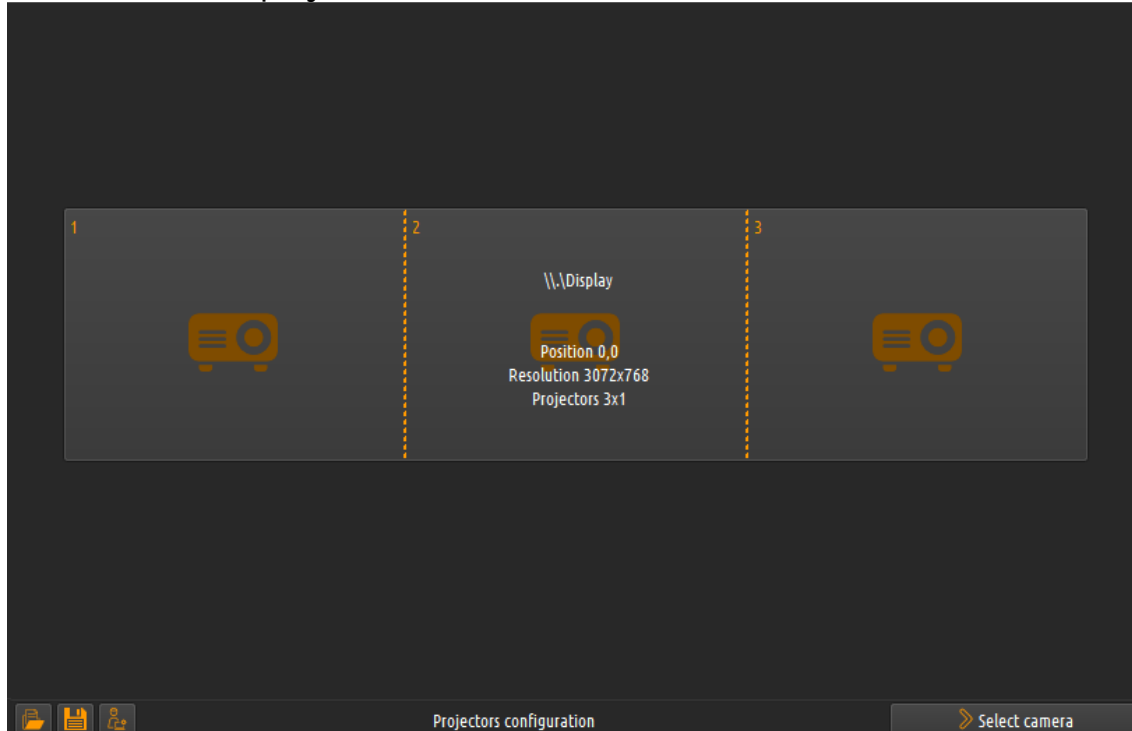 1
2
3
\\.\Display
Position 0,0
Resolution 3072x768
Projectors 3x1
Projectors configuration
Select camera